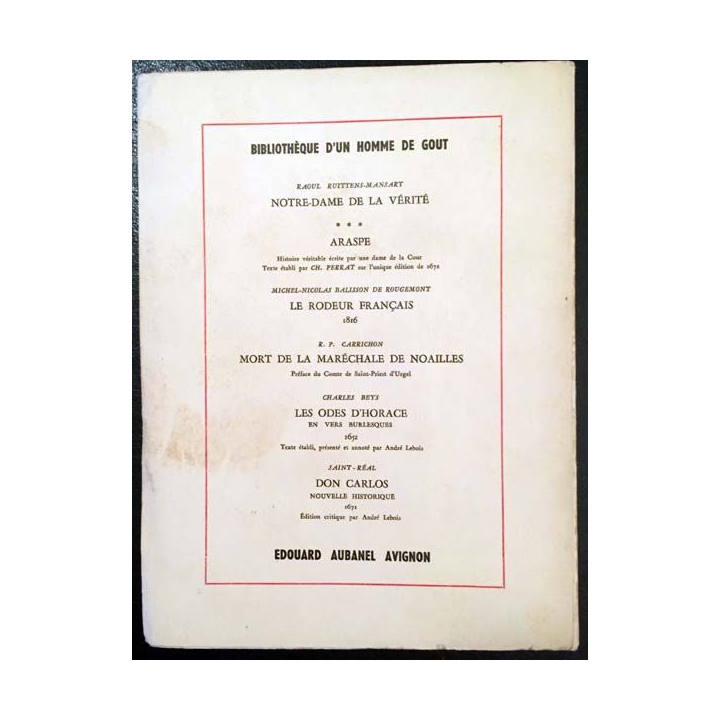 BIBLIOTHÈQUE D'UN HOMME DE GOUT
RAOUL RUITTENS-MANSART
NOTRE-DAME DE LA VÉRITÉ
* * *
ARASPE
Histoire véritable écrite par une dame de la Cour
Texte établi par CH. PERRAT sur l'unique édition de 1672
MICHEL-NICOLAS BALISSON DE ROUGEMONT
LE RODEUR FRANÇAIS
1816
R. P. CARRICHON
MORT DE LA MARÉCHALE DE NOAILLES
Préface du Comte de Saint-Priest d'Urgel
CHARLES BEYS
LES ODES D'HORACE
EN VERS BURLESQUES
1652
Texte établi, présenté et annoté par André Lebois
SAINT-RÉAL
DON CARLOS
NOUVELLE HISTORIQUE
1672
Édition critique par André Lebois
EDOUARD AUBANEL AVIGNON